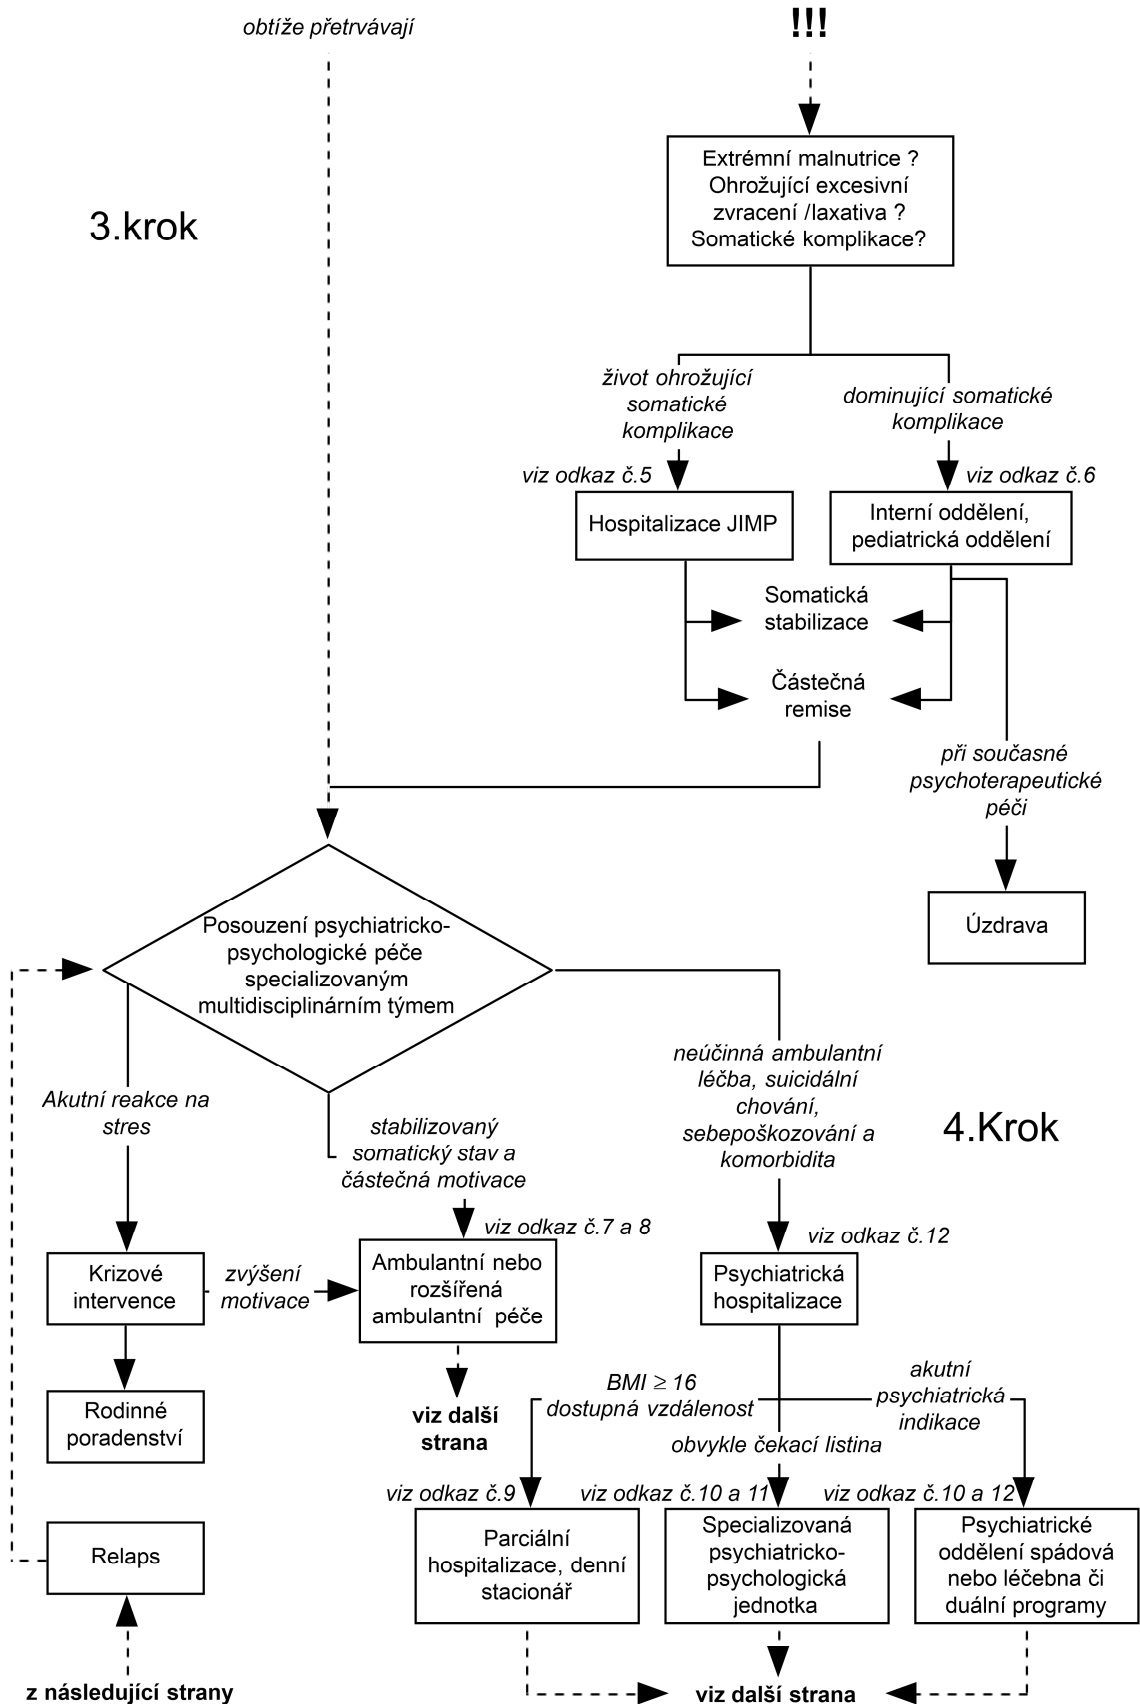 obtíže přetrvávají
!!!
Extrémní malnutrice ?
Ohrožující excesivní
zvracení /laxativa ?
Somatické komplikace?
3.krok
život ohrožující
somatické
komplikace
dominující somatické
komplikace
viz odkaz č.5
viz odkaz č.6
Hospitalizace JIMP
Interní oddělení,
pediatrická oddělení
Somatická
stabilizace
Částečná
remise
při současné
psychoterapeutické
péči
Úzdrava
Posouzení psychiatricko-
psychologické péče
specializovaným
multidisciplinárním týmem
Akutní reakce na
stres
stabilizovaný
somatický stav a
částečná motivace
neúčinná ambulantní
léčba, suicidální
chování,
sebepoškozování a
komorbidita
4.Krok
viz odkaz č.7 a 8
viz odkaz č.12
Krizové
intervence
zvýšení
motivace
Ambulantní nebo
rozšířená
ambulantní péče
Psychiatrická
hospitalizace
Rodinné
poradenství
viz další
strana
BMI ≥ 16
dostupná vzdálenost
akutní
psychiatrická
indikace
obvykle čekací listina
viz odkaz č.9
viz odkaz č.10 a 11
viz odkaz č.10 a 12
Relaps
Parciální
hospitalizace, denní
stacionář
Specializovaná
psychiatricko-
psychologická
jednotka
Psychiatrické
oddělení spádová
nebo léčebna či
duální programy
z následující strany
viz další strana